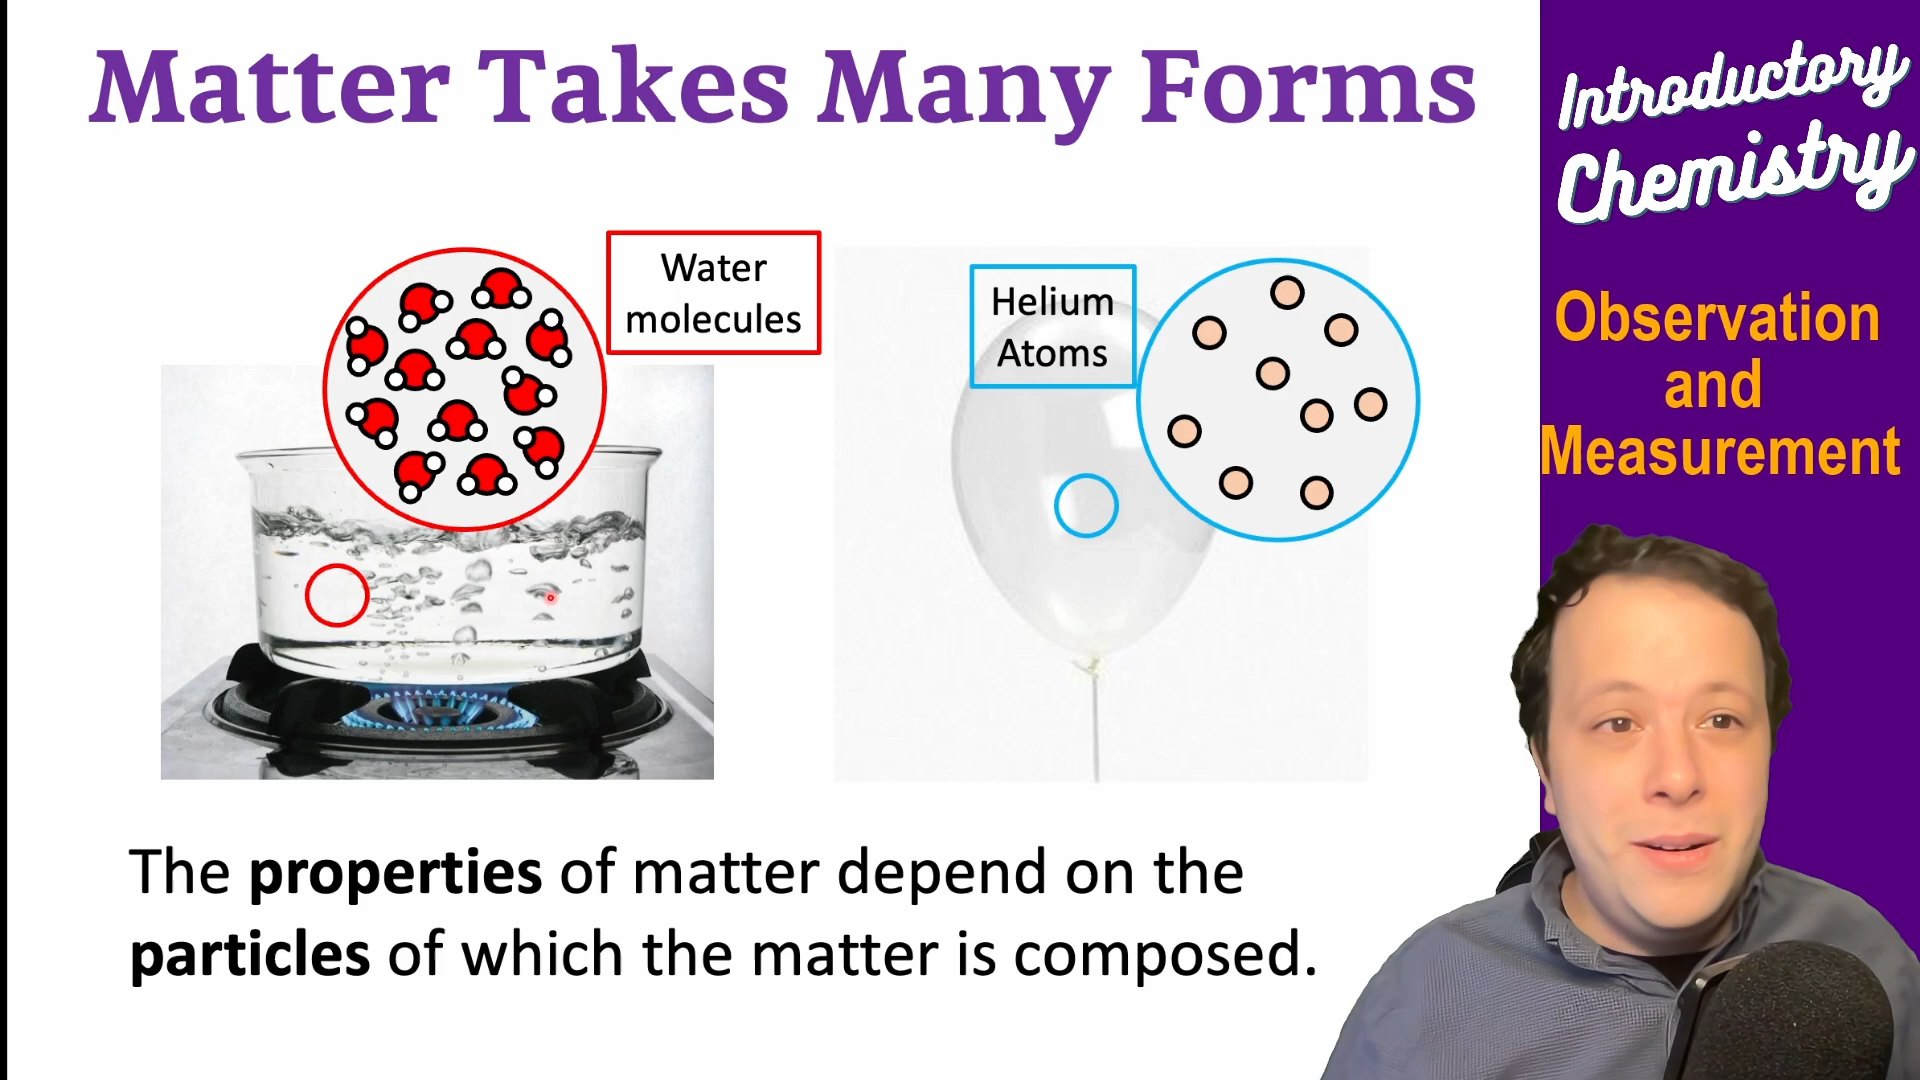 Matter Takes Many Forms
Water
molecules
Helium
Atoms
The properties of matter depend on the
particles of which the matter is composed.
Introductory
Chemistry
Observation
and
Measurement